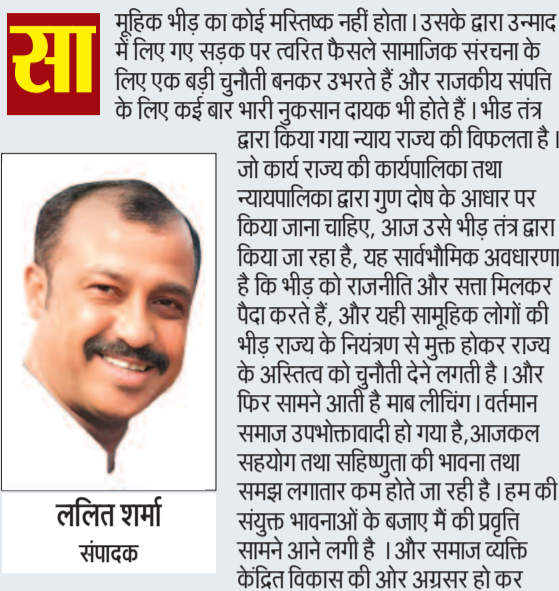 सामूहिक भीड़ का कोई मस्तिष्क नहीं होता। उसके द्वारा उन्माद
में लिए गए सड़क पर त्वरित फैसले सामाजिक संरचना के
लिए एक बड़ी चुनौती बनकर उभरते हैं और राजकीय संपत्ति
के लिए कई बार भारी नुकसान दायक भी होते हैं । भीड तंत्र
द्वारा किया गया न्याय राज्य की विफलता है ।
जो कार्य राज्य की कार्यपालिका तथा
न्यायपालिका द्वारा गुण दोष के आधार पर
किया जाना चाहिए, आज उसे भीड़ तंत्र द्वारा
किया जा रहा है, यह सार्वभौमिक अवधारणा
है कि भीड़ को राजनीति और सत्ता मिलकर
पैदा करते हैं, और यही सामूहिक लोगों की
भीड़ राज्य के नियंत्रण से मुक्त होकर राज्य
के अस्तित्व को चुनौती देने लगती है । और
फिर सामने आती है माब लीचिंग । वर्तमान
समाज उपभोक्तावादी हो गया है,आजकल
सहयोग तथा सहिष्णुता की भावना तथा
समझ लगातार कम होते जा रही है । हम की
संयुक्त भावनाओं के बजाए मैं की प्रवृत्ति
सामने आने लगी है । और समाज व्यक्ति
केंद्रित विकास की ओर अग्रसर हो कर
ललित शर्मा
संपादक